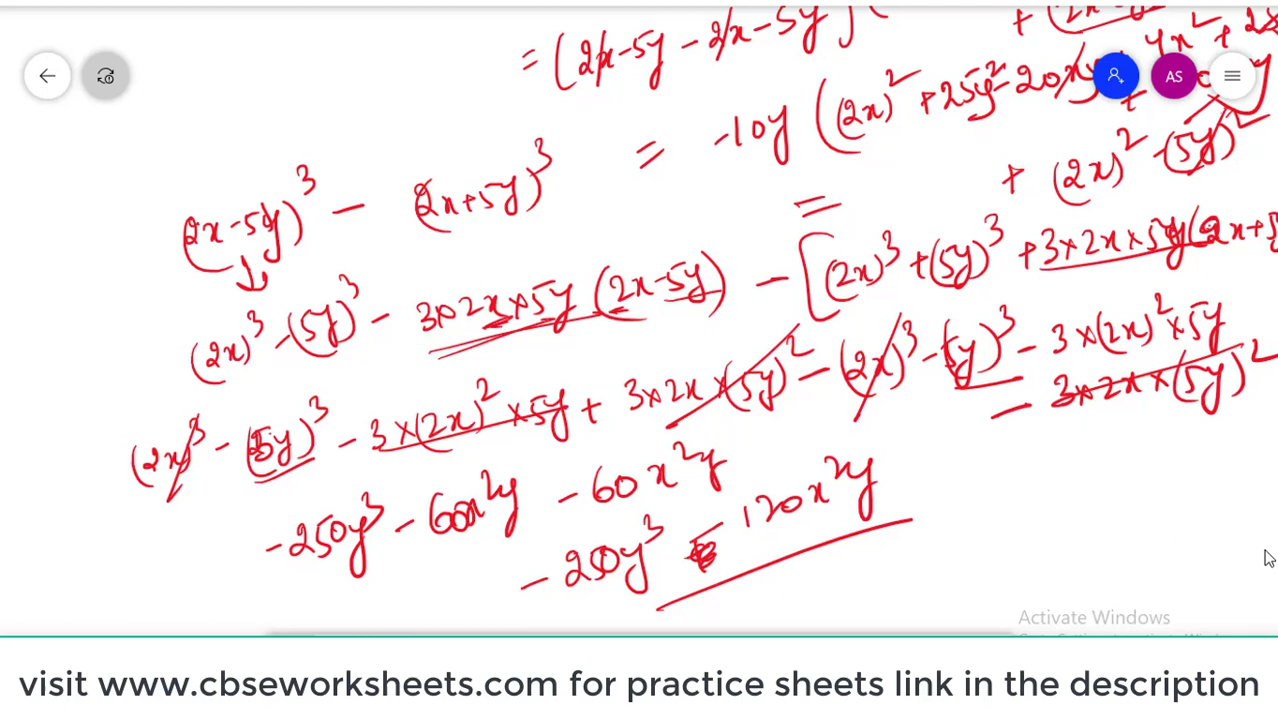 = (2x-5y - 2x-5y) (
+ (2x
= -10y ((2x)² + 25y² - 20xy + 4x² + 25
= + (2x)² - (5y)²
AS
(2x-5y)³ - (2x+5y)³
(2x)³ - (5y)³ - 3×2x×5y (2x-5y) - [(2x)³ + (5y)³ + 3×2x×5y(2x+5
(2x)³ - (5y)³ - 3×(2x)²×5y + 3×2x×(5y)² - (2x)³ - (5y)³ - 3×(2x)²×5y
- 3×2x×(5y)²
-250y³ - 60x²y - 60x²y
- 250y³ - 120x²y
Activate Windows
visit www.cbseworksheets.com for practice sheets link in the description